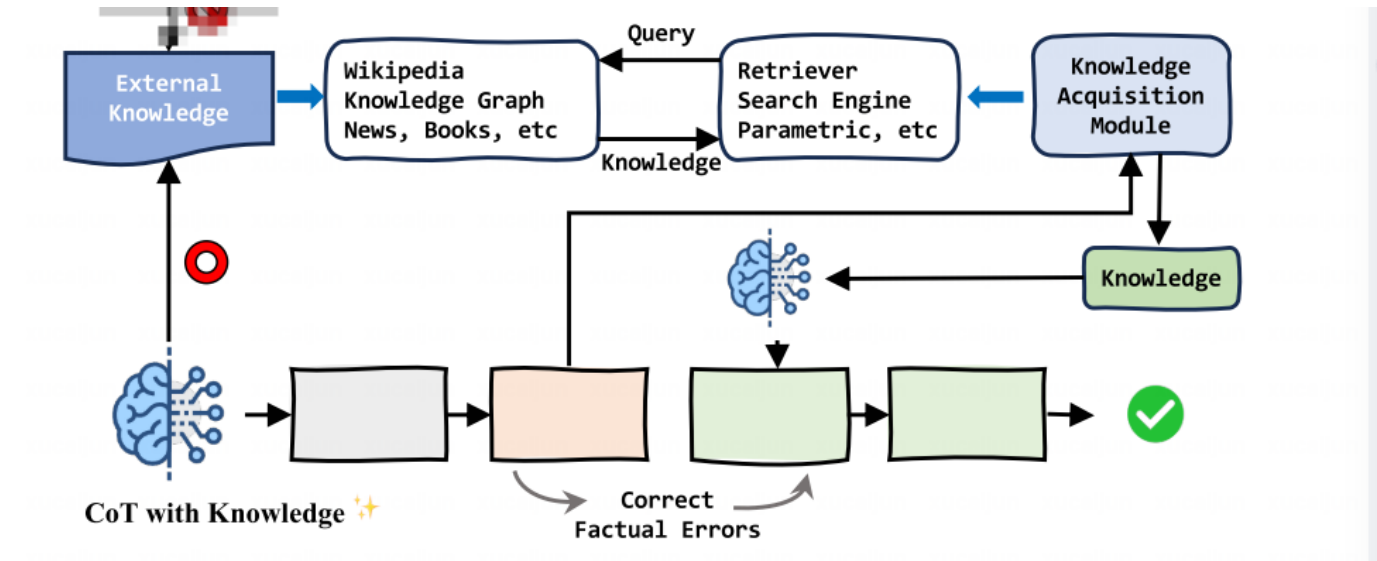 External
Knowledge
Wikipedia
Knowledge Graph
News, Books, etc
Query
Knowledge
Retriever
Search Engine
Parametric, etc
Knowledge
Acquisition
Module
Knowledge
CoT with Knowledge
Correct
Factual Errors